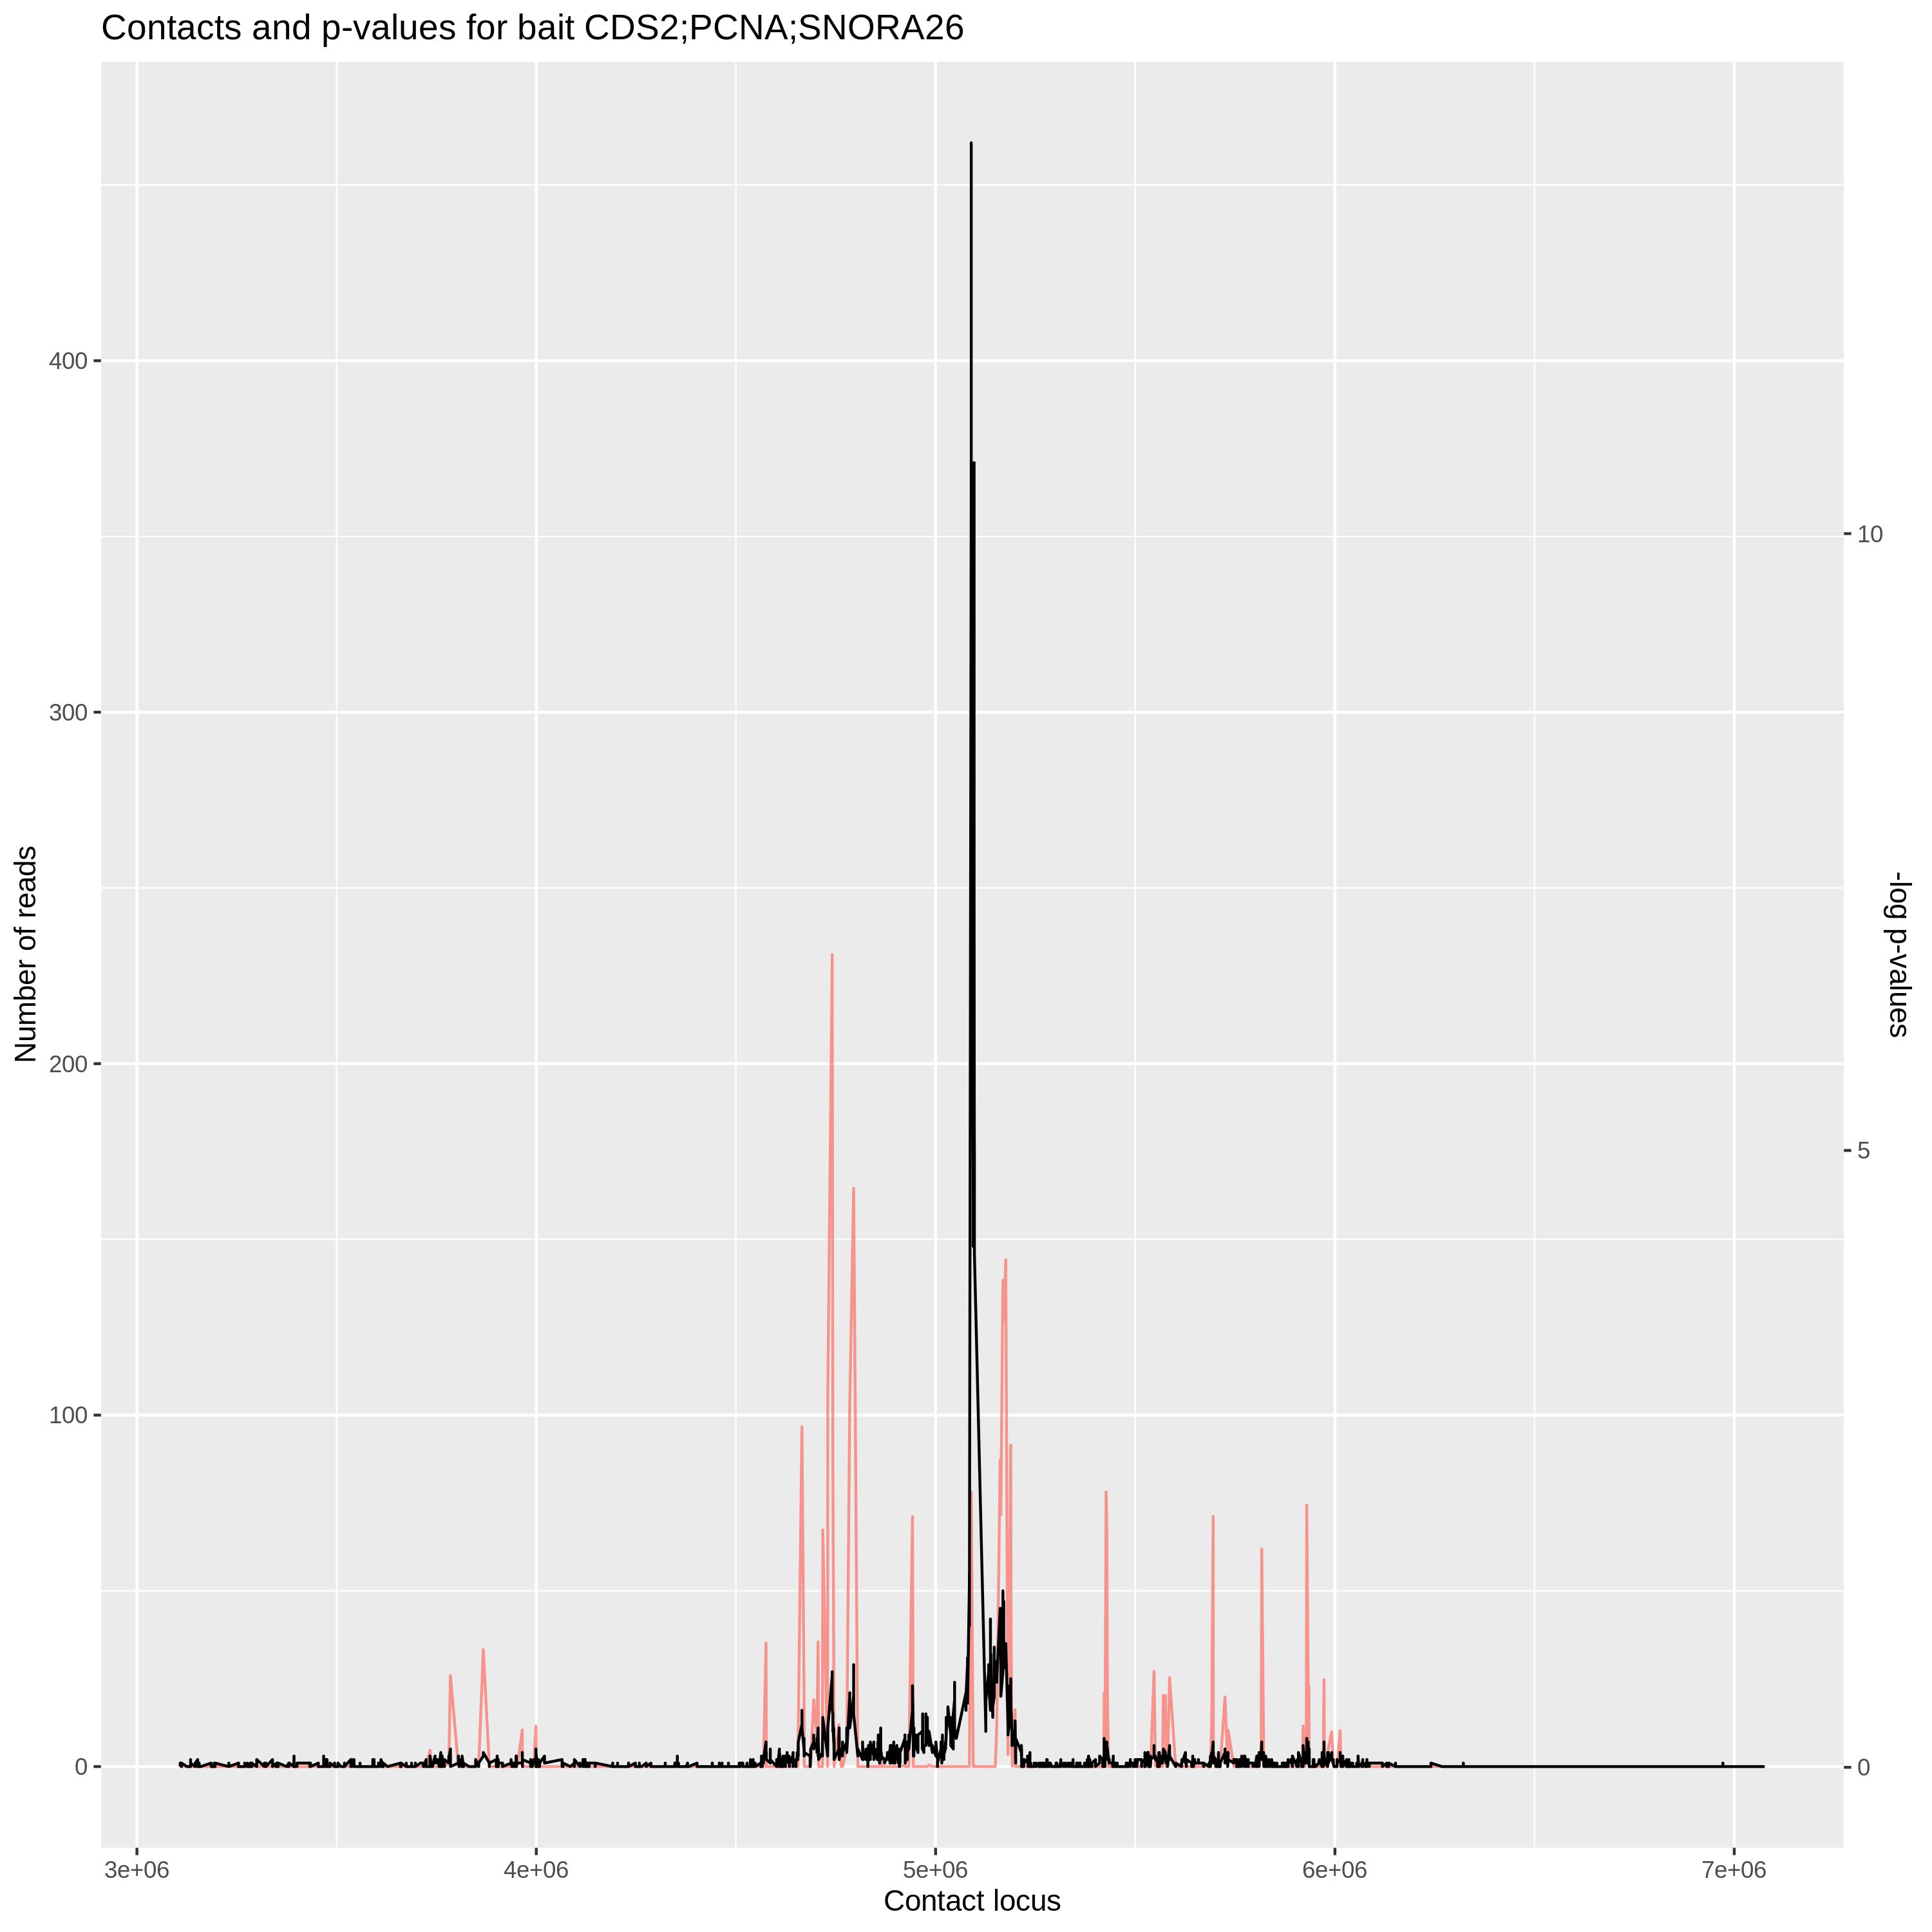 Contacts and p-values for bait CDS2;PCNA;SNORA26
Number of reads
400
300
200
100
0
10
5
0
-log p-values
3e+06
4e+06
5e+06
6e+06
7e+06
Contact locus